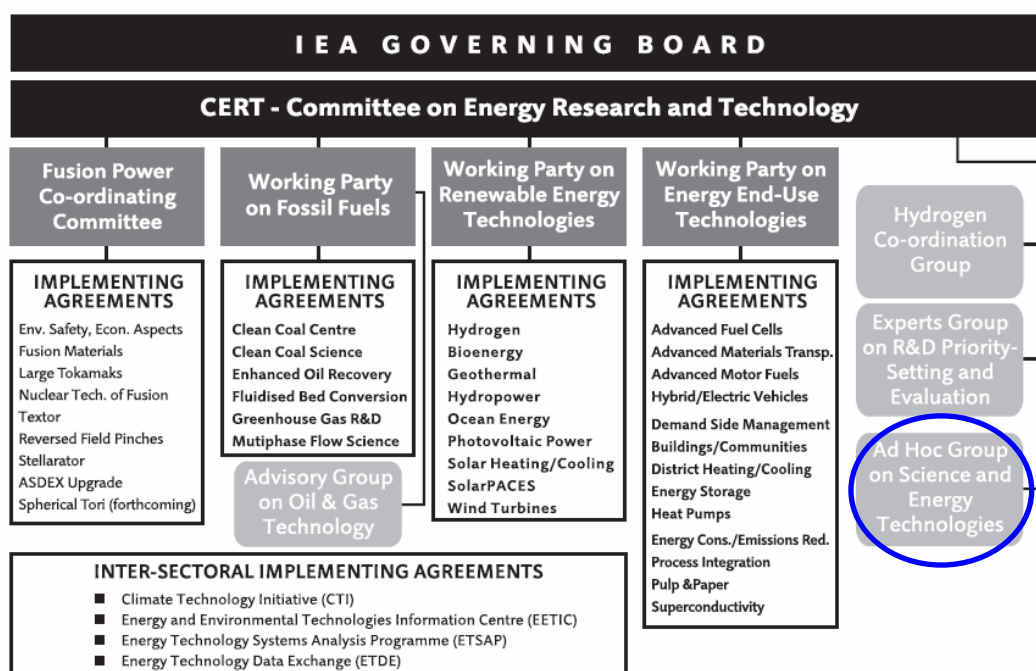 IEA GOVERNING BOARD
CERT - Committee on Energy Research and Technology
Fusion Power
Co-ordinating
Committee
IMPLEMENTING
AGREEMENTS
Env. Safety, Econ. Aspects
Fusion Materials
Large Tokamaks
Nuclear Tech. of Fusion
Textor
Reversed Field Pinches
Stellarator
ASDEX Upgrade
Spherical Tori (forthcoming)
Working Party
on Fossil Fuels
IMPLEMENTING
AGREEMENTS
Clean Coal Centre
Clean Coal Science
Enhanced Oil Recovery
Fluidised Bed Conversion
Greenhouse Gas R&D
Mutiphase Flow Science
Advisory Group
on Oil & Gas
Technology
Working Party on
Renewable Energy
Technologies
IMPLEMENTING
AGREEMENTS
Hydrogen
Bioenergy
Geothermal
Hydropower
Ocean Energy
Photovoltaic Power
Solar Heating/Cooling
SolarPACES
Wind Turbines
Working Party on
Energy End-Use
Technologies
IMPLEMENTING
AGREEMENTS
Advanced Fuel Cells
Advanced Materials Transp.
Advanced Motor Fuels
Hybrid/Electric Vehicles
Demand Side Management
Buildings/Communities
District Heating/Cooling
Energy Storage
Heat Pumps
Energy Cons./Emissions Red.
Process Integration
Pulp &Paper
Superconductivity
Hydrogen
Co-ordination
Group
Experts Group
on R&D Priority-
Setting and
Evaluation
Ad Hoc Group
on Science and
Energy
Technologies
INTER-SECTORAL IMPLEMENTING AGREEMENTS
■ Climate Technology Initiative (CTI)
■ Energy and Environmental Technologies Information Centre (EETIC)
■ Energy Technology Systems Analysis Programme (ETSAP)
■ Energy Technology Data Exchange (ETDE)